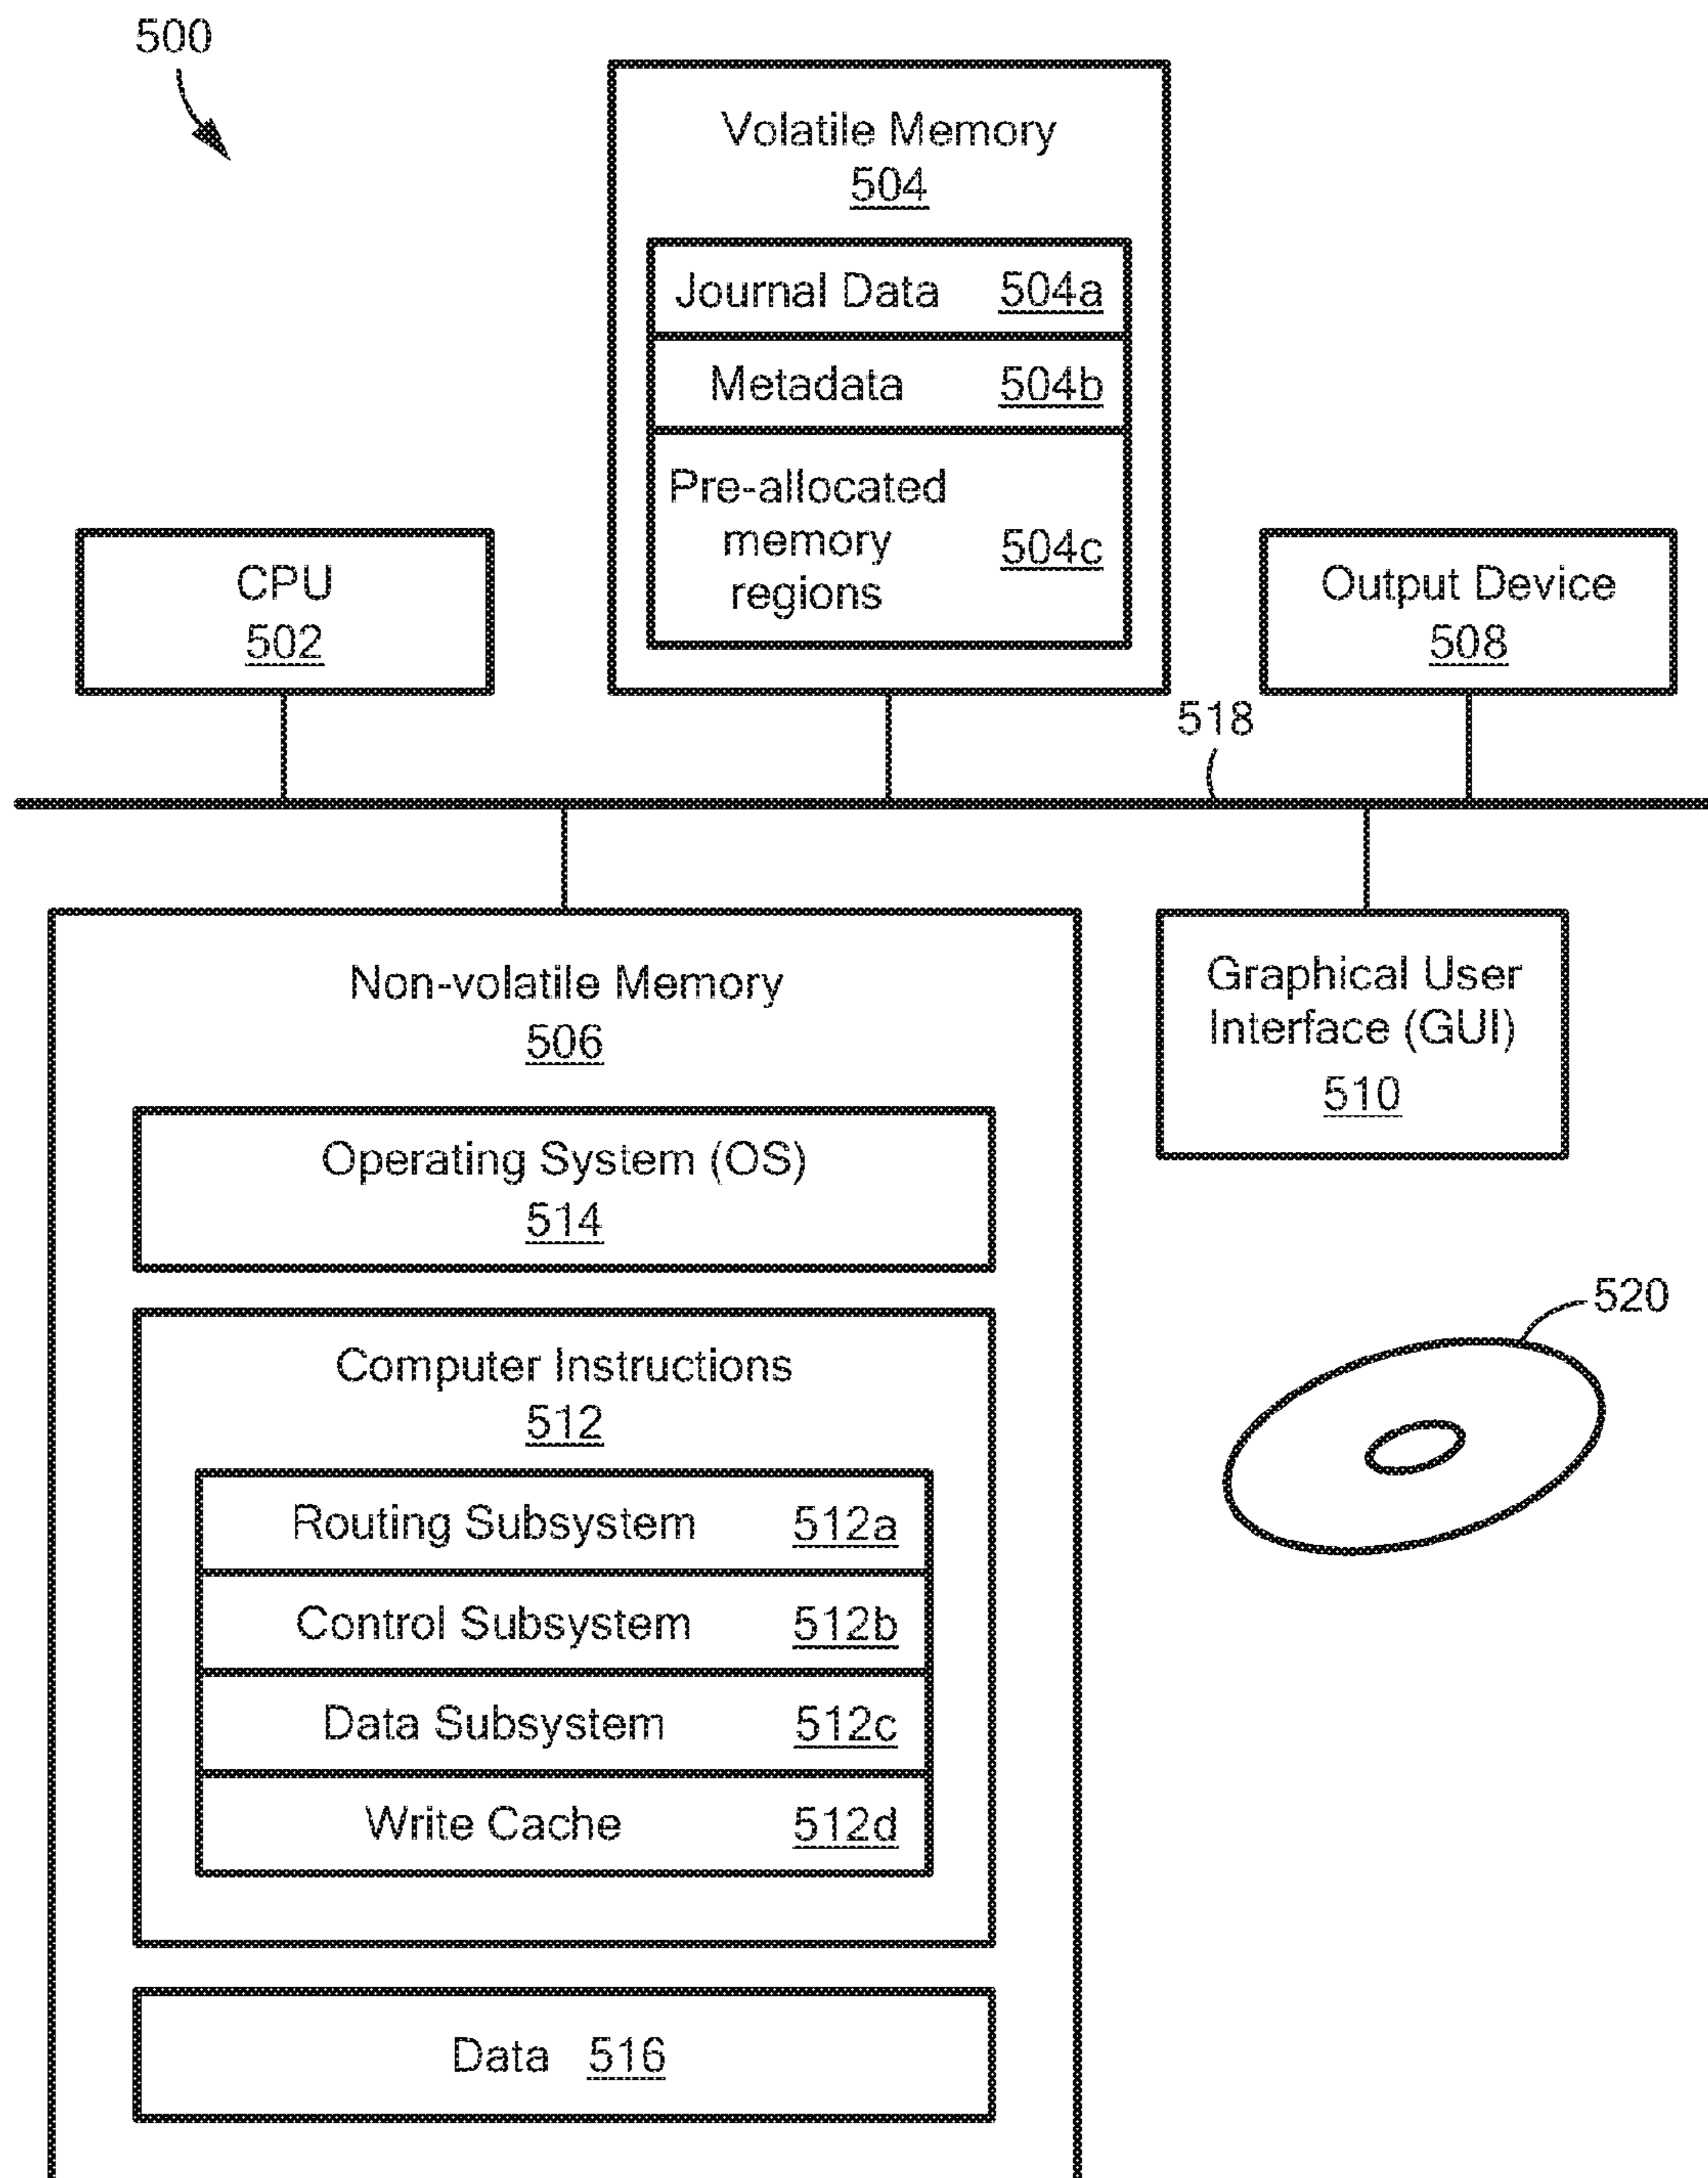 500
Volatile Memory
504
Journal Data 504a
Metadata 504b
Pre-allocated
memory
regions
504c
CPU
502
Output Device
508
518
Non-volatile Memory
506
Graphical User
Interface (GUI)
510
Operating System (OS)
514
520
Computer Instructions
512
Routing Subsystem 512a
Control Subsystem 512b
Data Subsystem 512c
Write Cache 512d
Data 516